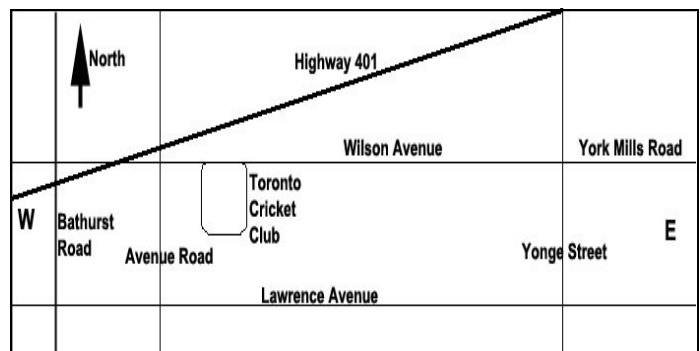 North
Highway 401
Wilson Avenue
York Mills Road
Toronto
Cricket
Club
W
Bathurst
Road
Avenue Road
Yonge Street
E
Lawrence Avenue